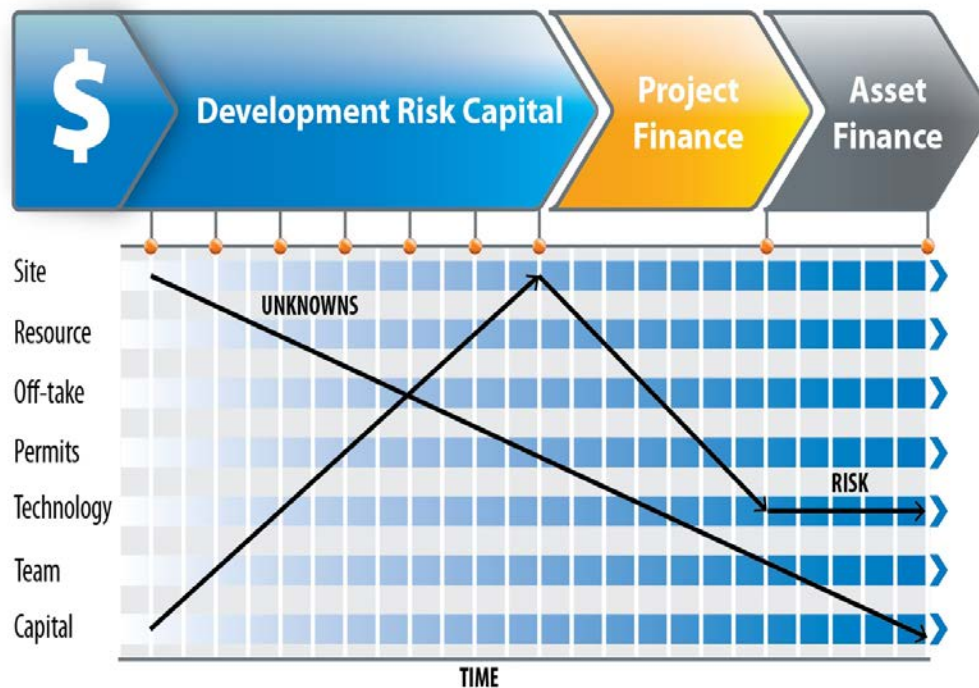 $
Development Risk Capital
Project
Finance
Asset
Finance
Site
UNKNOWNS
Resource
Off-take
Permits
Technology
RISK
Team
Capital
TIME